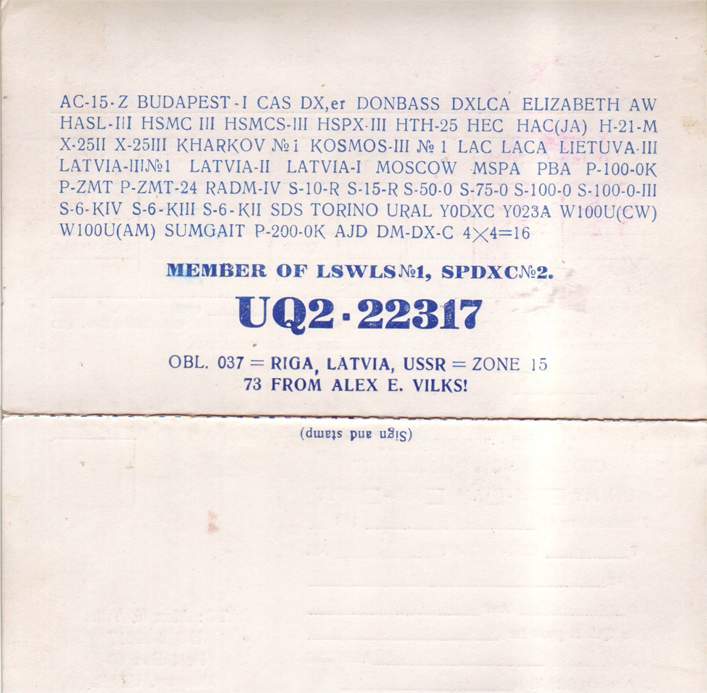 AC-15-Z BUDAPEST-I CAS DX,er DONBASS DXLCA ELIZABETH AW
HASL-III HSMC III HSMCS-III HSPX-III HTH-25 HEC HAC(JA) H-21-M
X-25II X-25III KHARKOV №1 KOSMOS-III №1 LAC LACA LIETUVA-III
LATVIA-III№1 LATVIA-II LATVIA-I MOSCOW MSPA PBA P-100-0K
P-ZMT P-ZMT-24 RADM-IV S-10-R S-15-R S-50-0 S-75-0 S-100-0 S-100-0-III
S-6-KIV S-6-KIII S-6-KII SDS TORINO URAL Y0DXC Y023A W100U(CW)
W100U(AM) SUMGAIT P-200-0K AJD DM-DX-C 4×4=16
MEMBER OF LSWLS№1, SPDXC№2.
UQ2-22317
OBL. 037 = RIGA, LATVIA, USSR = ZONE 15
73 FROM ALEX E. VILKS!
(Sign and stamp)